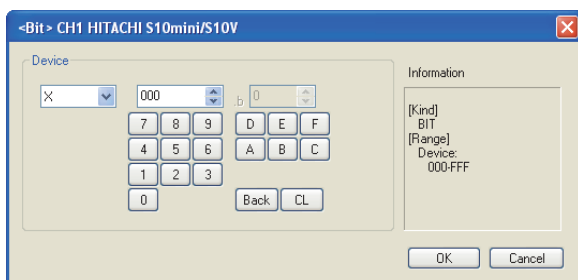 <Bit> CH1 HITACHI S10mini/S10V
Device
X 000 .b 0
7 8 9 D E F
4 5 6 A B C
1 2 3
0 Back CL
Information
[Kind]
BIT
[Range]
Device:
000-FFF
OK Cancel